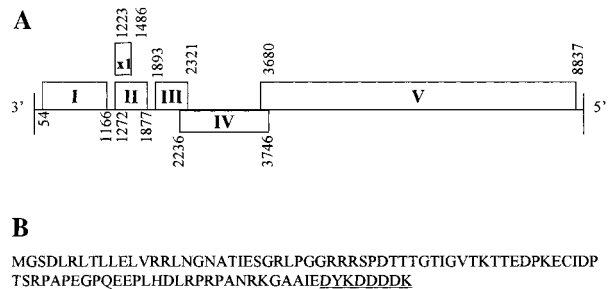 A
1223 1486 1893 2321 3680 8837
x1
3' I II III V 5'
IV
54 1166 1272 1877 2236 3746
B
MGSDLRLTLLELVRRLNGNATIESGRLPGGRRRSPDTTTGTIGVTKTTEDPKECIDP
TSRPAPEGPQEEPLHDLRPRPANRKGAAIEDYKDDDDK